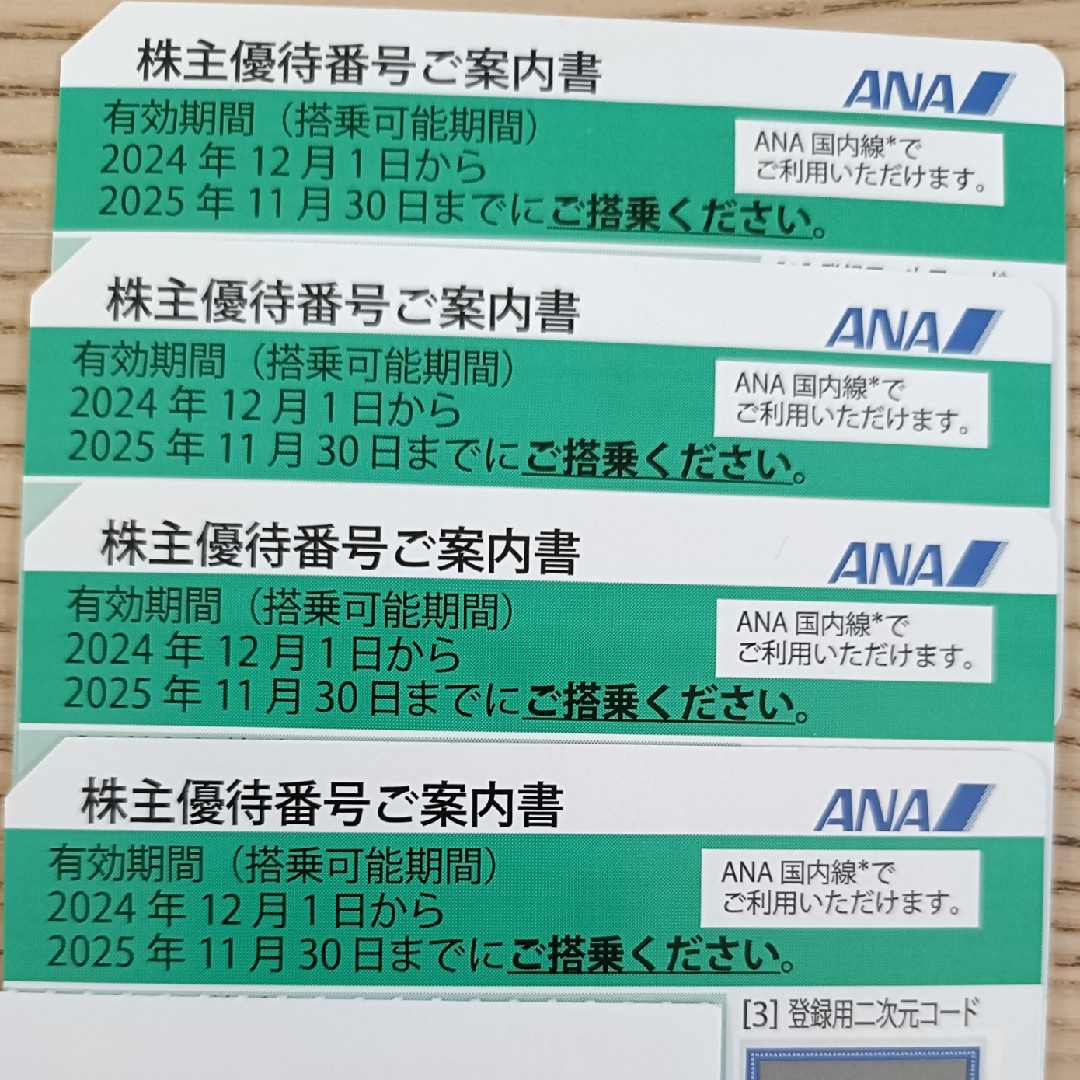 株主優待番号ご案内書
ANA
有効期間（搭乗可能期間）
2024 年 12 月 1 日から
2025 年 11 月 30 日までにご搭乗ください。
ANA 国内線*で
ご利用いただけます。
株主優待番号ご案内書
ANA
有効期間（搭乗可能期間）
2024 年 12 月 1 日から
2025 年 11 月 30 日までにご搭乗ください。
ANA 国内線*で
ご利用いただけます。
株主優待番号ご案内書
ANA
有効期間（搭乗可能期間）
2024 年 12 月 1 日から
2025 年 11 月 30 日までにご搭乗ください。
ANA 国内線*で
ご利用いただけます。
株主優待番号ご案内書
ANA
有効期間（搭乗可能期間）
2024 年 12 月 1 日から
2025 年 11 月 30 日までにご搭乗ください。
ANA 国内線*で
ご利用いただけます。
[3] 登録用二次元コード